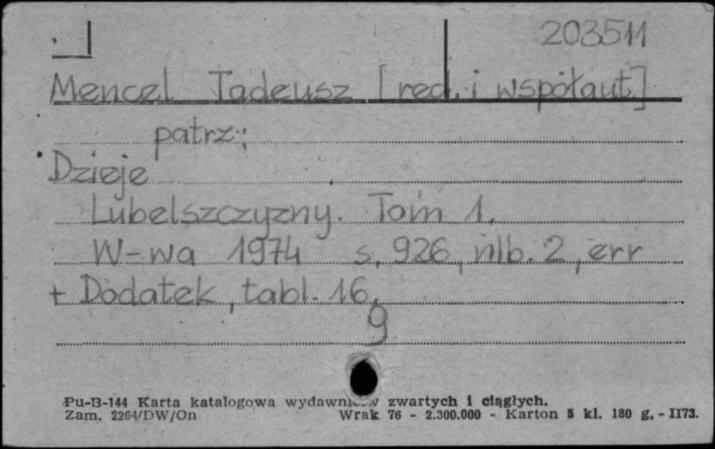 203511
Mencel Tadeusz [red. i współaut.]
patrz:
Dzieje
Lubelszczyzny. Tom 1.
W-wa 1974 s. 926, nlb. 2, err
+ Dodatek, tabl. 16.
9
Pu-B-144 Karta katalogowa zwartych i ciągłych.
Zam. 2264/DW/On Wrak 76 - 2.300.000 - Karton 5 kl. 180 g. - II73.